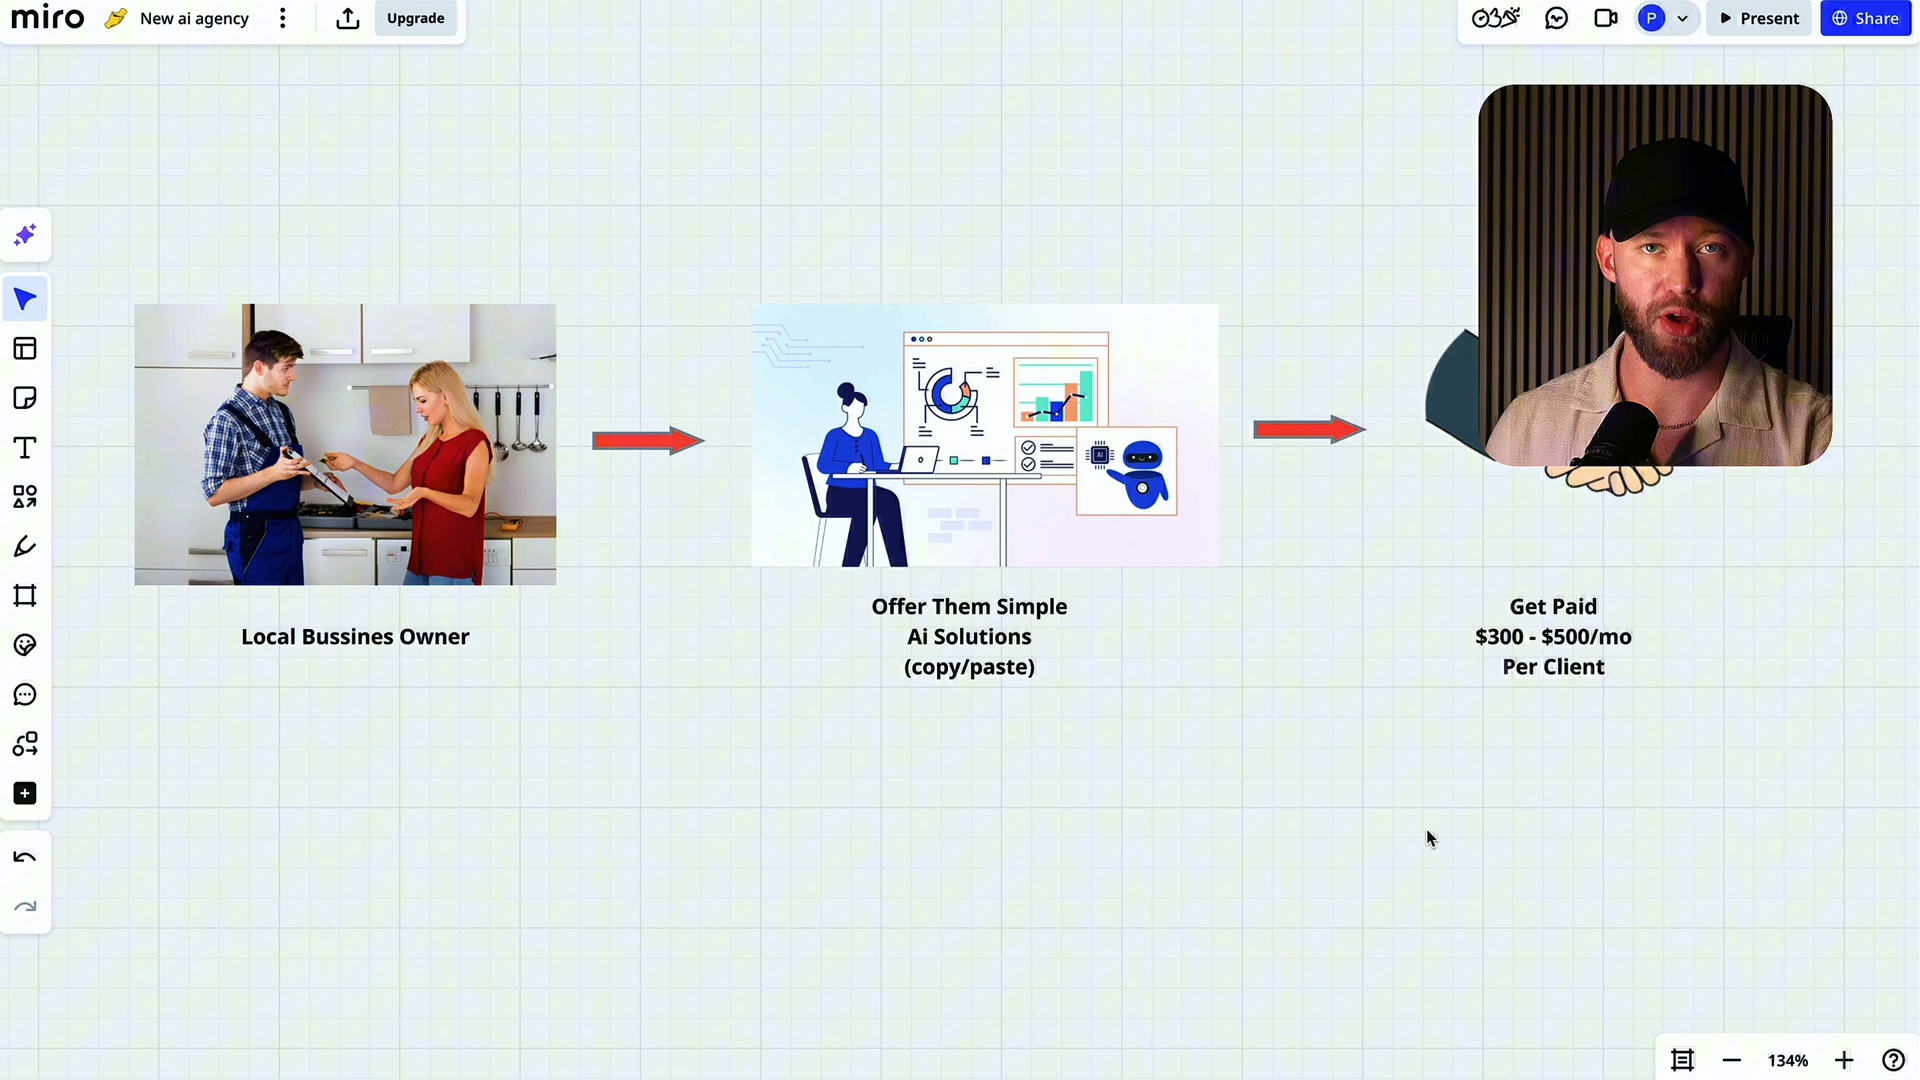 miro
New ai agency
Upgrade
P
Present
Share
AI
Local Bussines Owner
Offer Them Simple
Ai Solutions
(copy/paste)
Get Paid
$300 - $500/mo
Per Client
134%